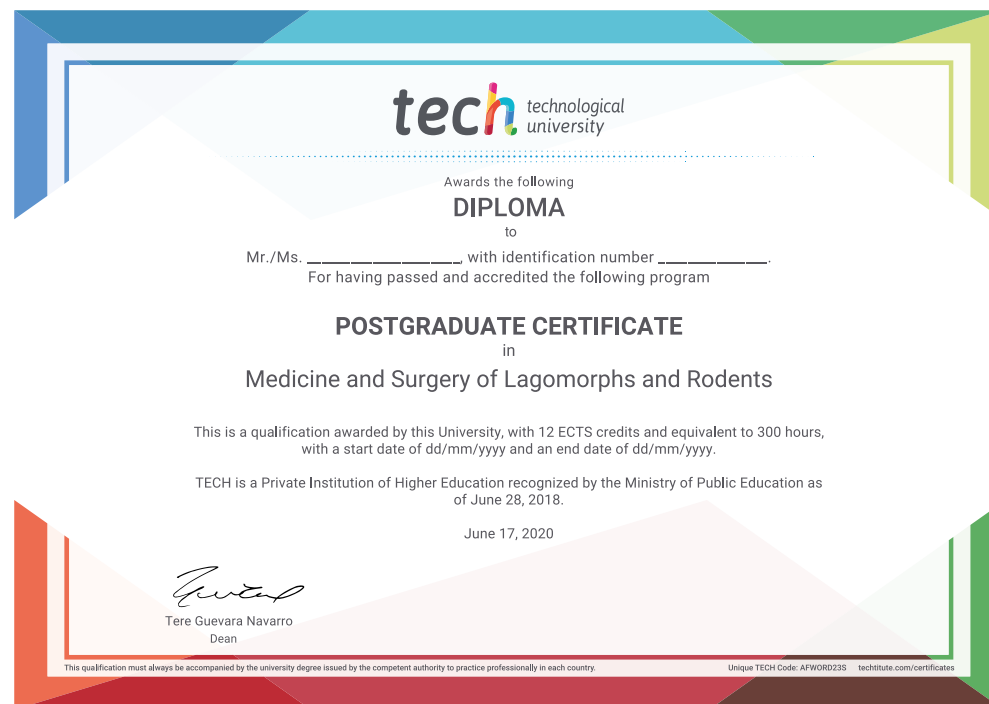 tech technological
university
Awards the following
DIPLOMA
to
Mr./Ms. _____________________, with identification number _______________.
For having passed and accredited the following program
POSTGRADUATE CERTIFICATE
in
Medicine and Surgery of Lagomorphs and Rodents
This is a qualification awarded by this University, with 12 ECTS credits and equivalent to 300 hours,
with a start date of dd/mm/yyyy and an end date of dd/mm/yyyy.
TECH is a Private Institution of Higher Education recognized by the Ministry of Public Education as
of June 28, 2018.
June 17, 2020
Tere Guevara Navarro
Dean
This qualification must always be accompanied by the university degree issued by the competent authority to practice professionally in each country.
Unique TECH Code: AFWORD23S techtitute.com/certificates